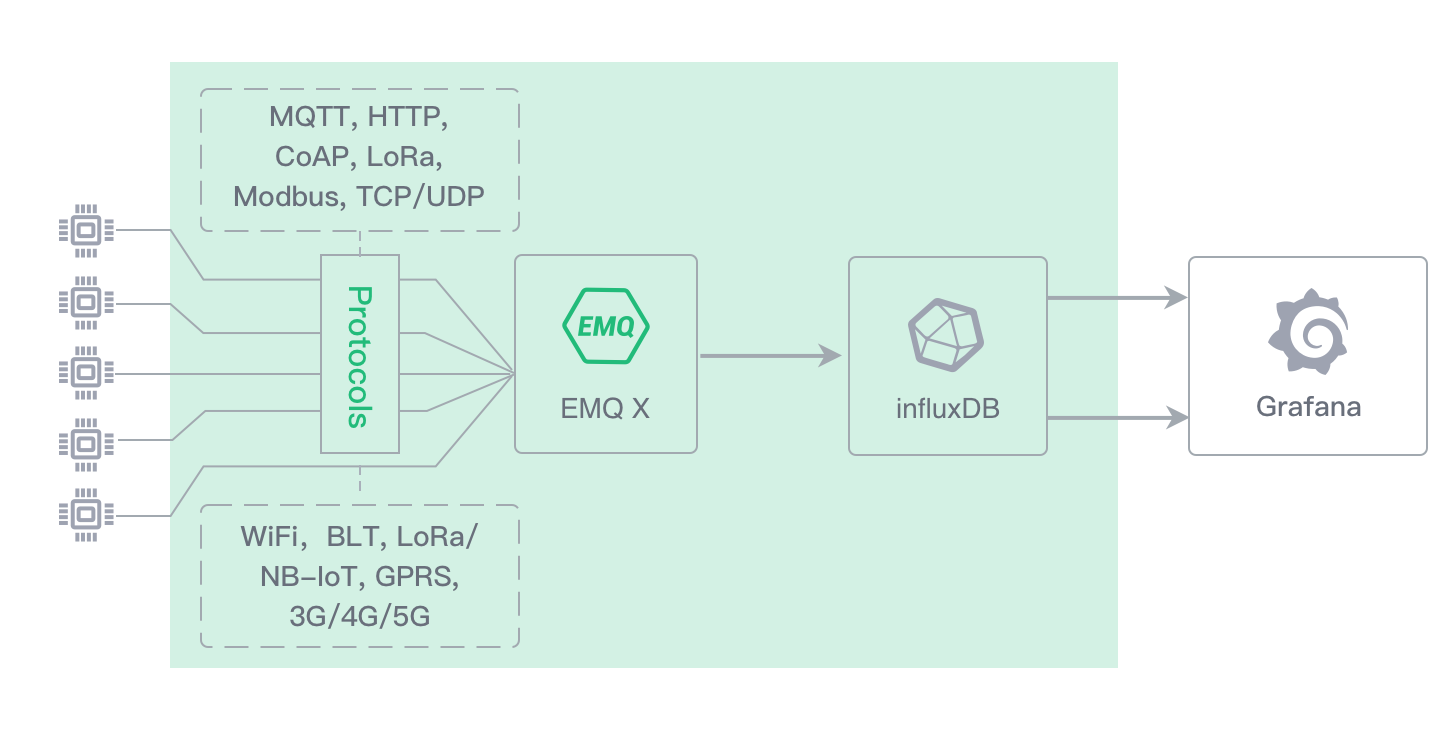 MQTT, HTTP,
CoAP, LoRa,
Modbus, TCP/UDP
Protocols
EMQ
EMQ X
influxDB
Grafana
WiFi,  BLT, LoRa/
NB–IoT, GPRS,
3G/4G/5G